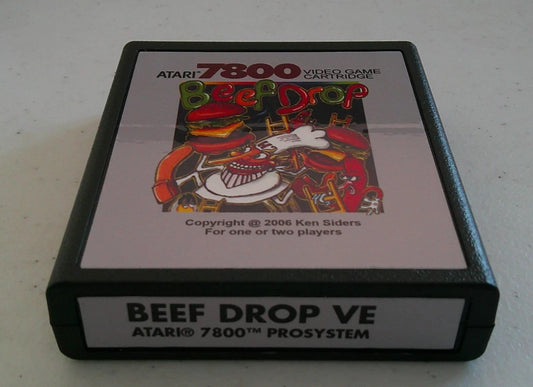 ATARI® 7800 VIDEO GAME CARTRIDGE
Beef Drop
Copyright @ 2006 Ken Siders
For one or two players
BEEF DROP VE
ATARI® 7800™ PROSYSTEM